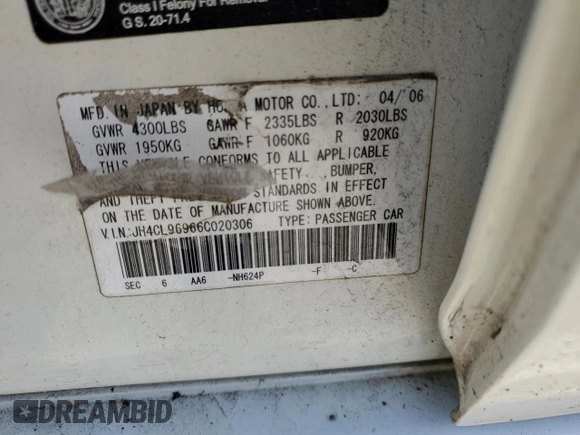 Class I Felony For Removal
G.S. 20-71.4
MFD. IN JAPAN BY HO A MOTOR CO., LTD: 04/'06
GVWR 4300LBS GAWR F 2335LBS R 2030LBS
GVWR 1950KG GAWR F 1060KG R 920KG
THIS VEHICLE CONFORMS TO ALL APPLICABLE
SAFETY, BUMPER,
AND THEFT PRE STANDARDS IN EFFECT
ON THE DATE OF MANUFACTURE SHOWN ABOVE.
V.I.N.:JH4CL96966C020306 TYPE: PASSENGER CAR
SEC 6 AA6 -NH624P -F -C
DREAMBID